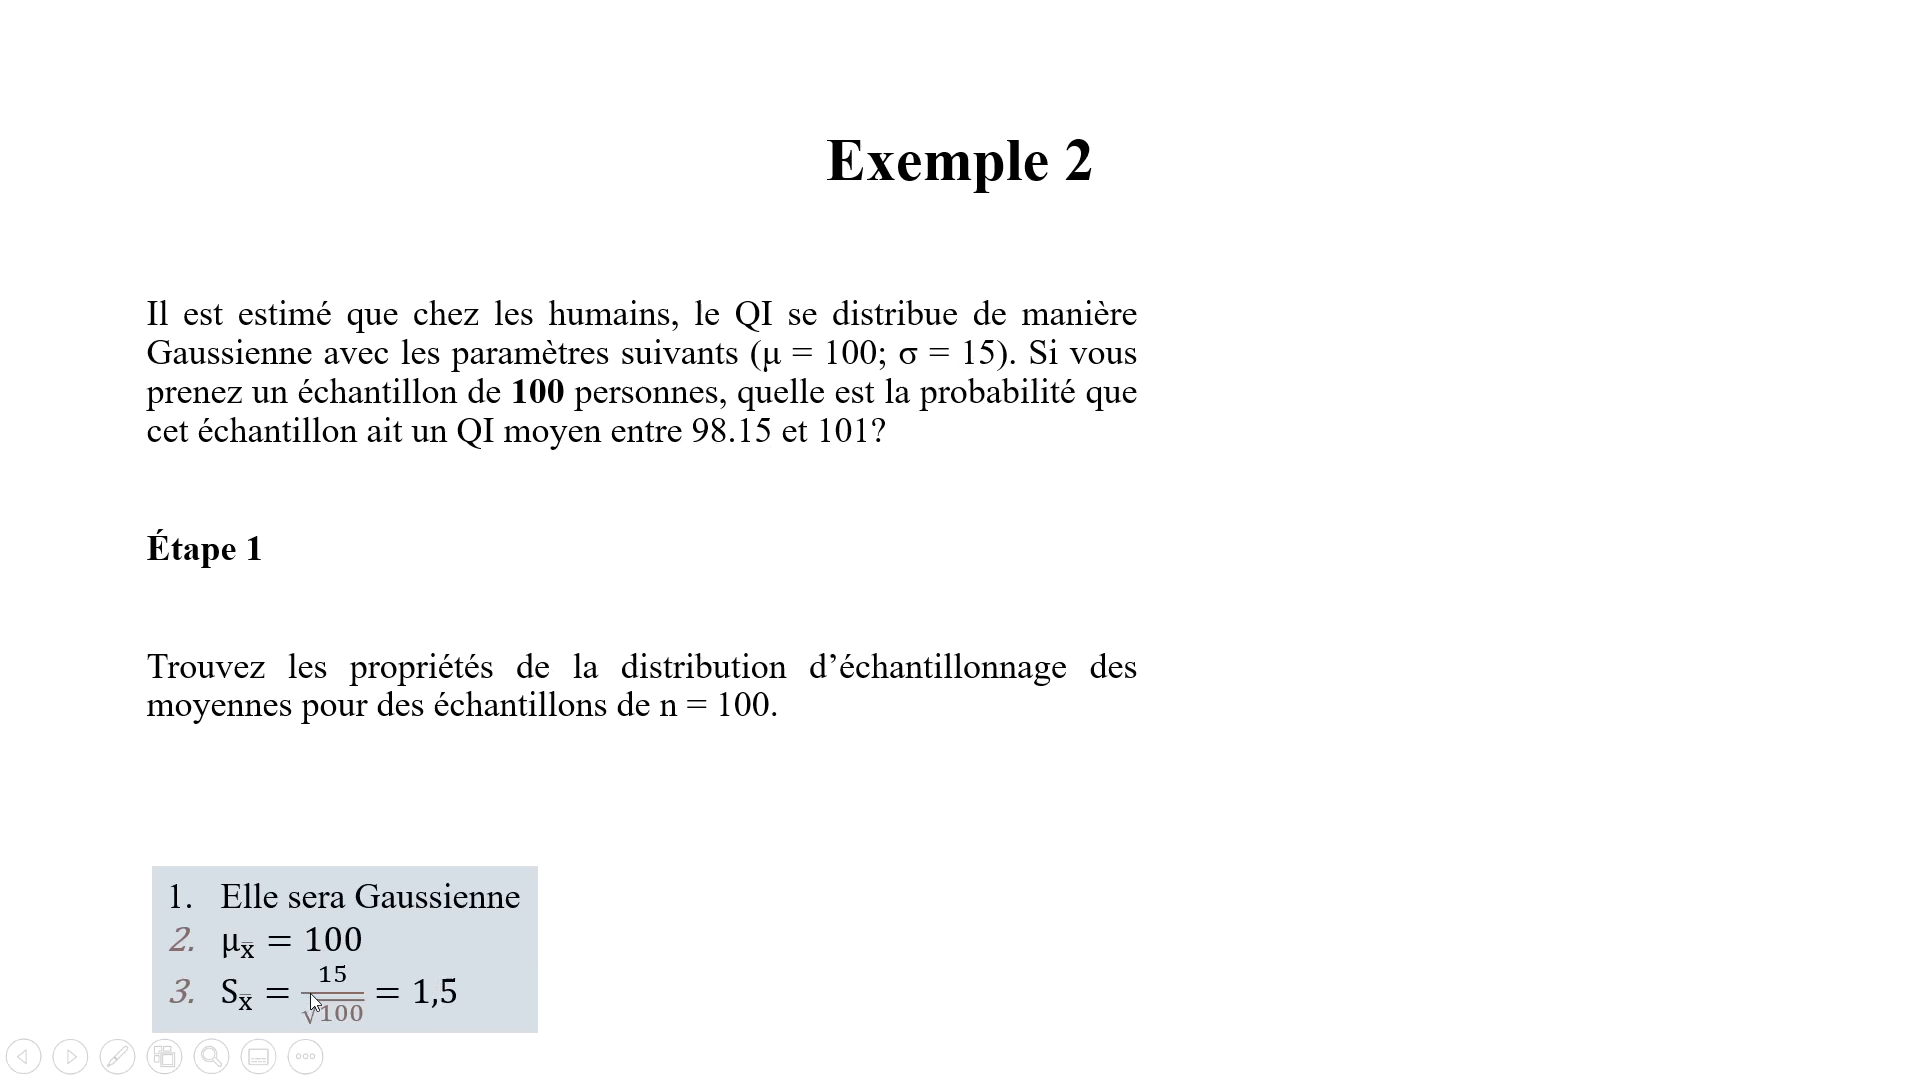 Exemple 2
Il est estimé que chez les humains, le QI se distribue de manière
Gaussienne avec les paramètres suivants (μ = 100; σ = 15). Si vous
prenez un échantillon de 100 personnes, quelle est la probabilité que
cet échantillon ait un QI moyen entre 98.15 et 101?
Étape 1
Trouvez les propriétés de la distribution d’échantillonnage des
moyennes pour des échantillons de n = 100.
1. Elle sera Gaussienne
2. μx̄ = 100
3. Sx̄ = 15/√100 = 1,5